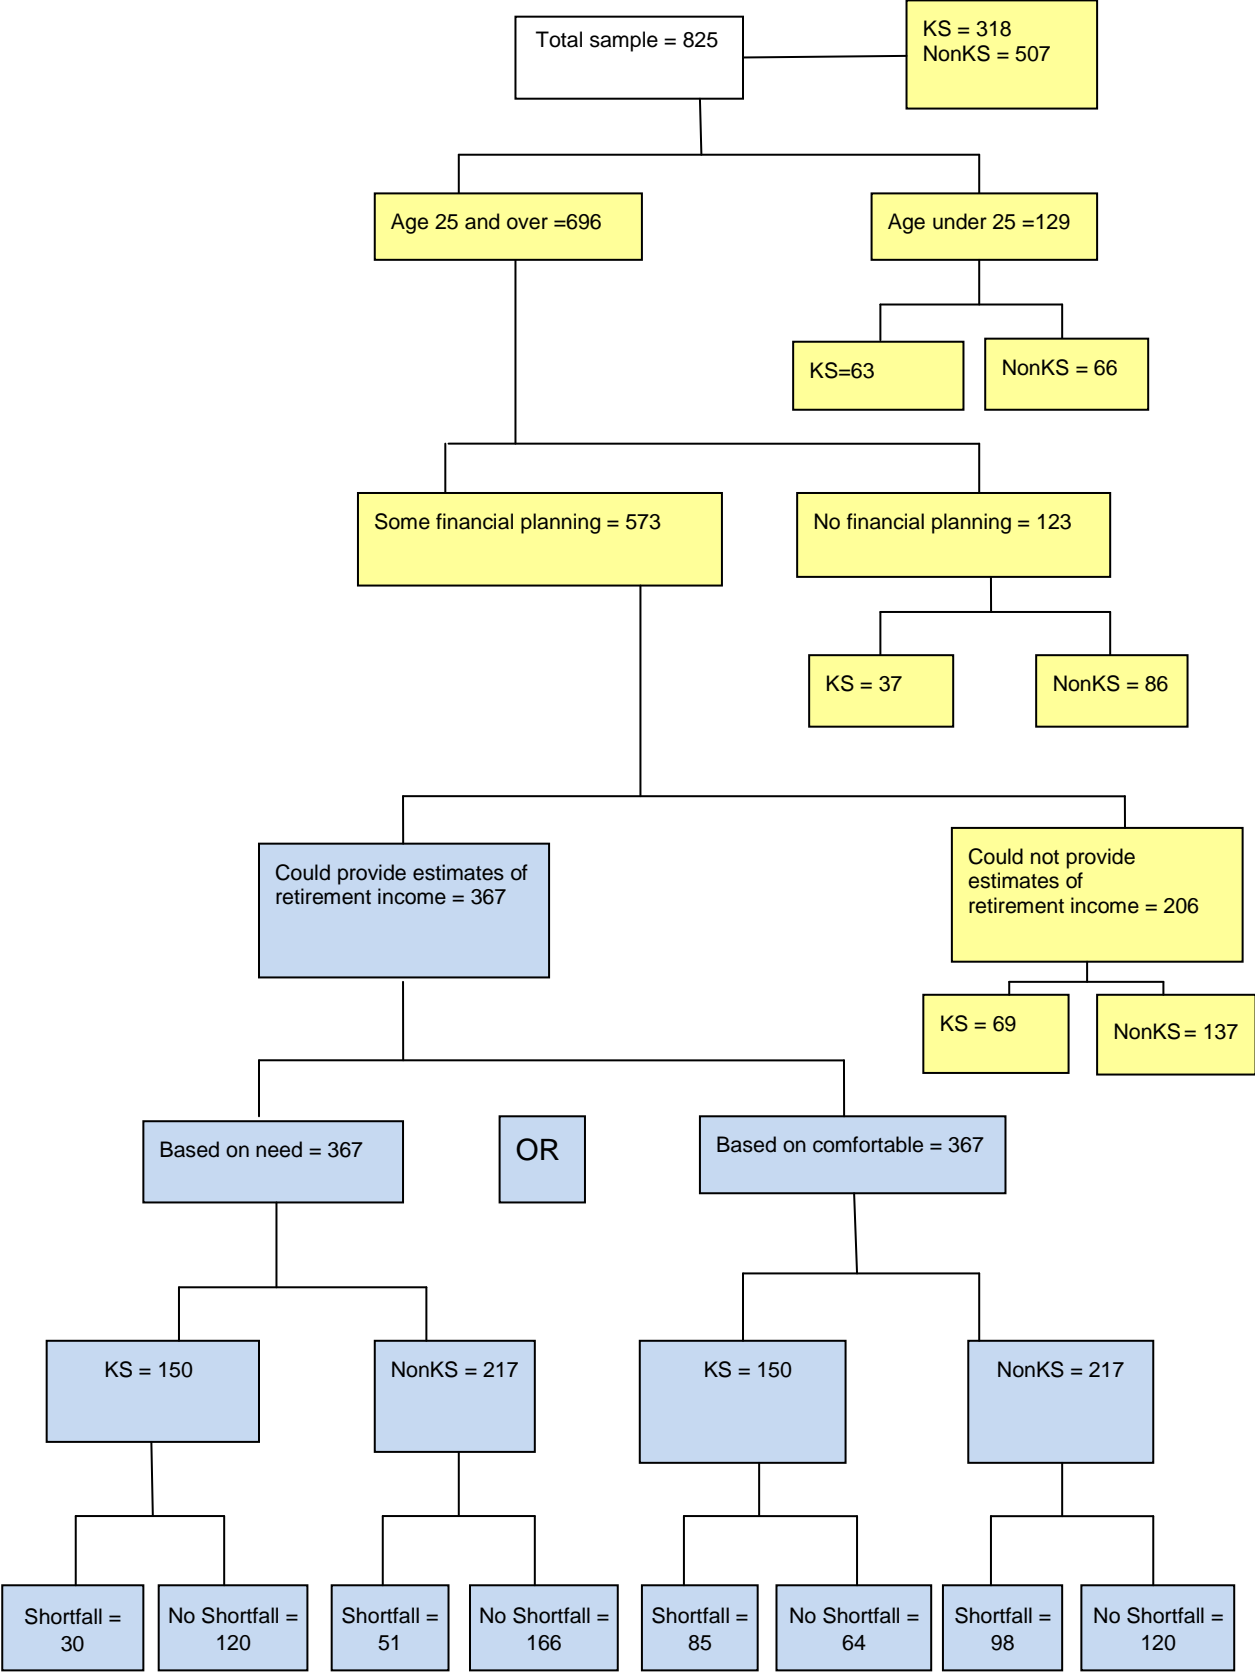 Total sample = 825
KS = 318
NonKS = 507
Age 25 and over =696
Age under 25 =129
KS=63
NonKS = 66
Some financial planning = 573
No financial planning = 123
KS = 37
NonKS = 86
Could provide estimates of
retirement income = 367
Could not provide
estimates of
retirement income = 206
KS = 69
NonKS = 137
Based on need = 367
OR
Based on comfortable = 367
KS = 150
NonKS = 217
KS = 150
NonKS = 217
Shortfall =
30
No Shortfall =
120
Shortfall =
51
No Shortfall =
166
Shortfall =
85
No Shortfall =
64
Shortfall =
98
No Shortfall =
120